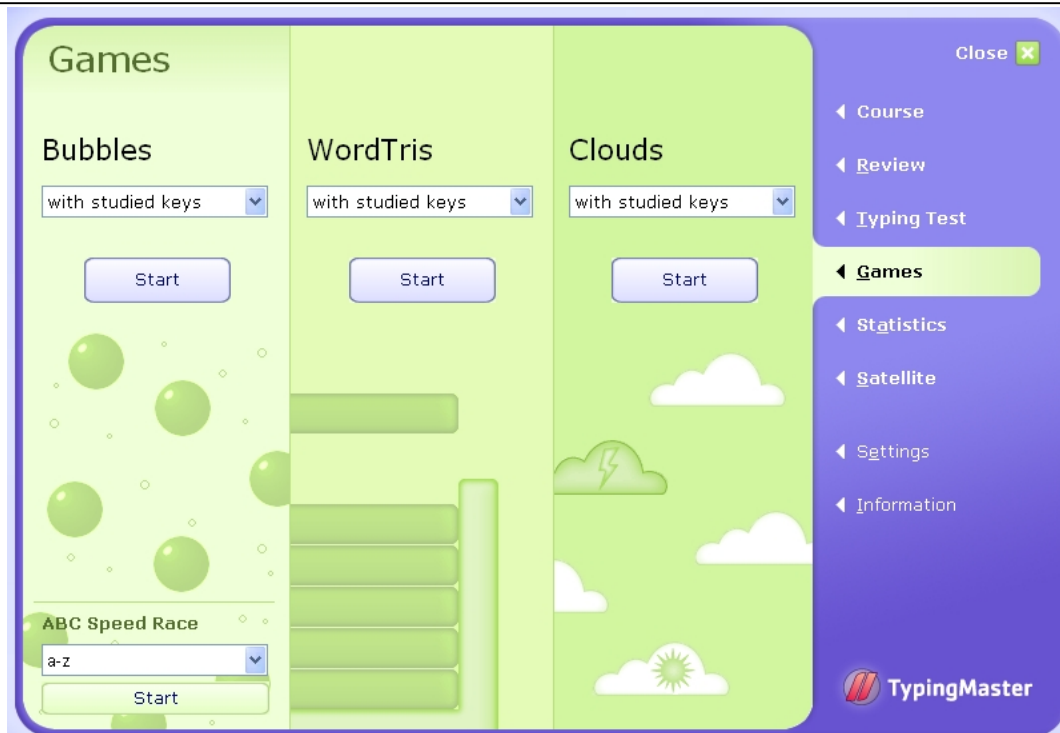 Games
Bubbles
with studied keys
Start
ABC Speed Race
a-z
Start
WordTris
with studied keys
Start
Clouds
with studied keys
Start
Close
Course
Review
Typing Test
Games
Statistics
Satellite
Settings
Information
TypingMaster